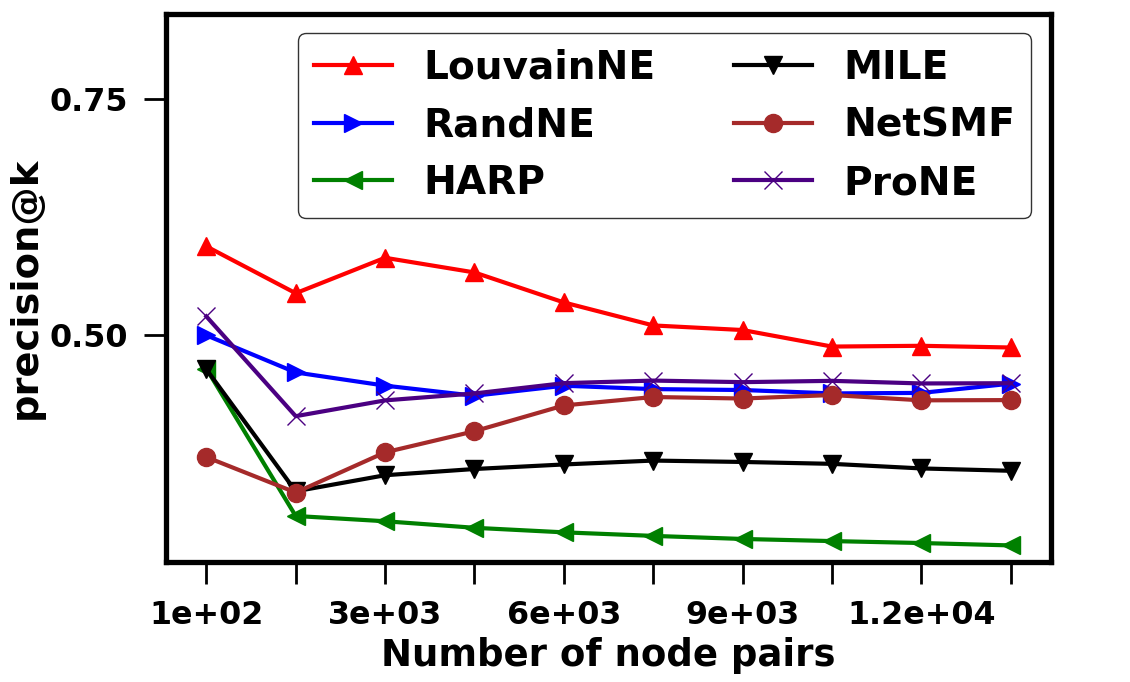 LouvainNE
RandNE
HARP
MILE
NetSMF
ProNE
0.75
0.50
precision@k
1e+02
3e+03
6e+03
9e+03
1.2e+04
Number of node pairs